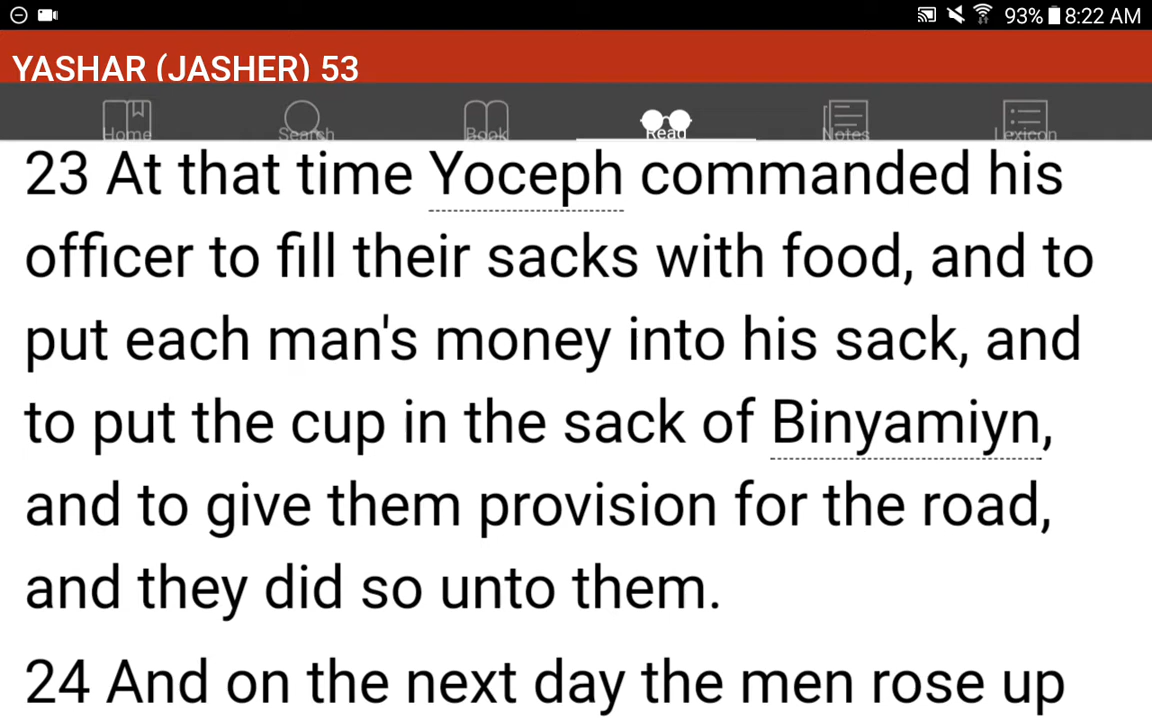 93% 8:22 AM
YASHAR (JASHER) 53
Home Search Book Read Notes Lexicon
23 At that time Yoceph commanded his
officer to fill their sacks with food, and to
put each man's money into his sack, and
to put the cup in the sack of Binyamiyn,
and to give them provision for the road,
and they did so unto them.
24 And on the next day the men rose up